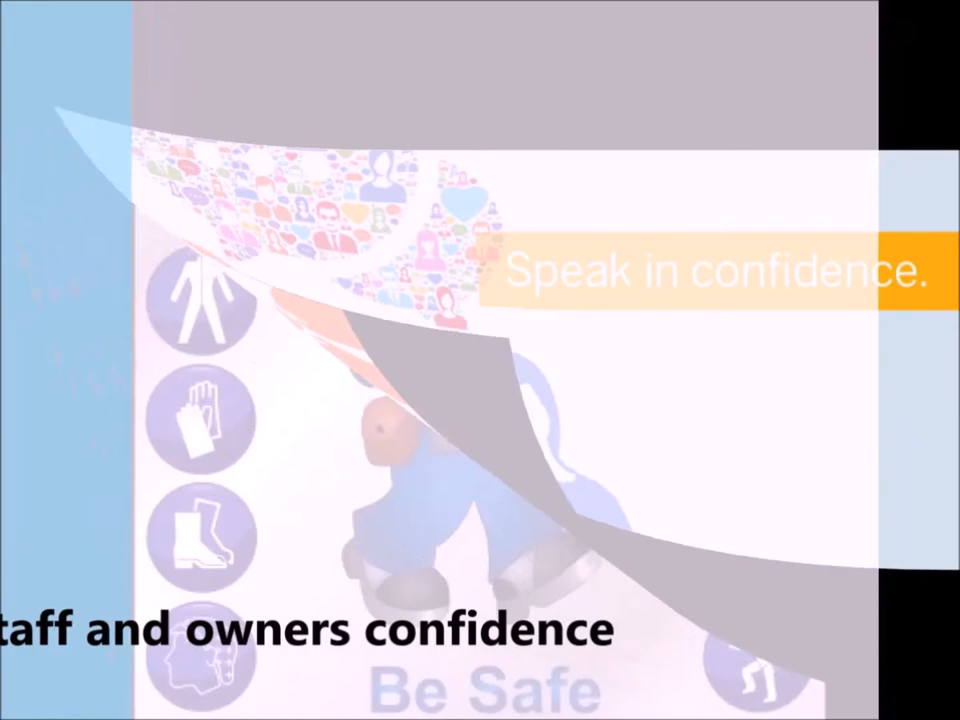 Speak in confidence.
taff and owners confidence
Be Safe